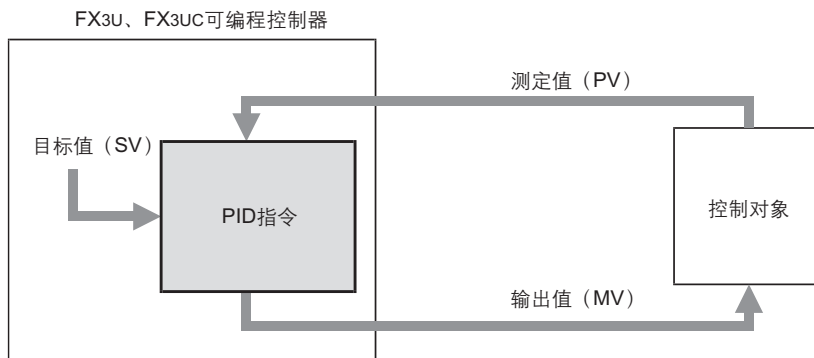 FX3U、FX3UC可编程控制器
测定值（PV）
目标值（SV）
PID指令
控制对象
输出值（MV）